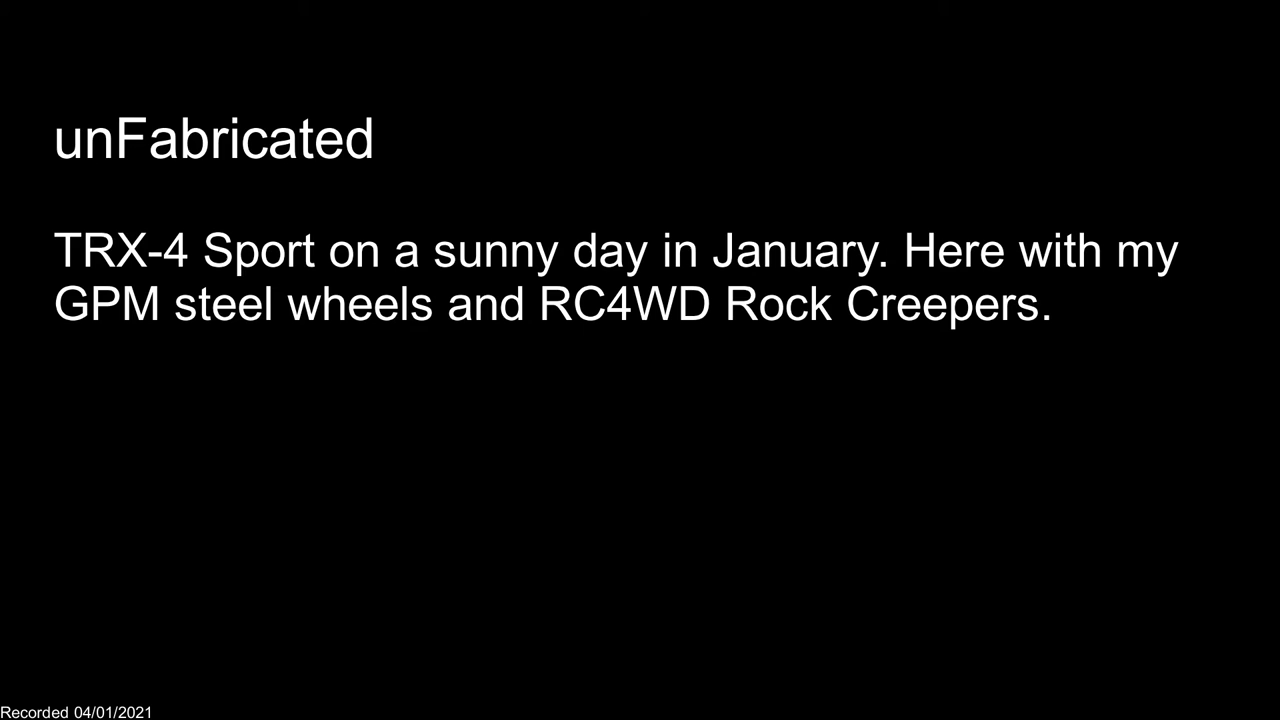 unFabricated
TRX-4 Sport on a sunny day in January. Here with my
GPM steel wheels and RC4WD Rock Creepers.
Recorded 04/01/2021